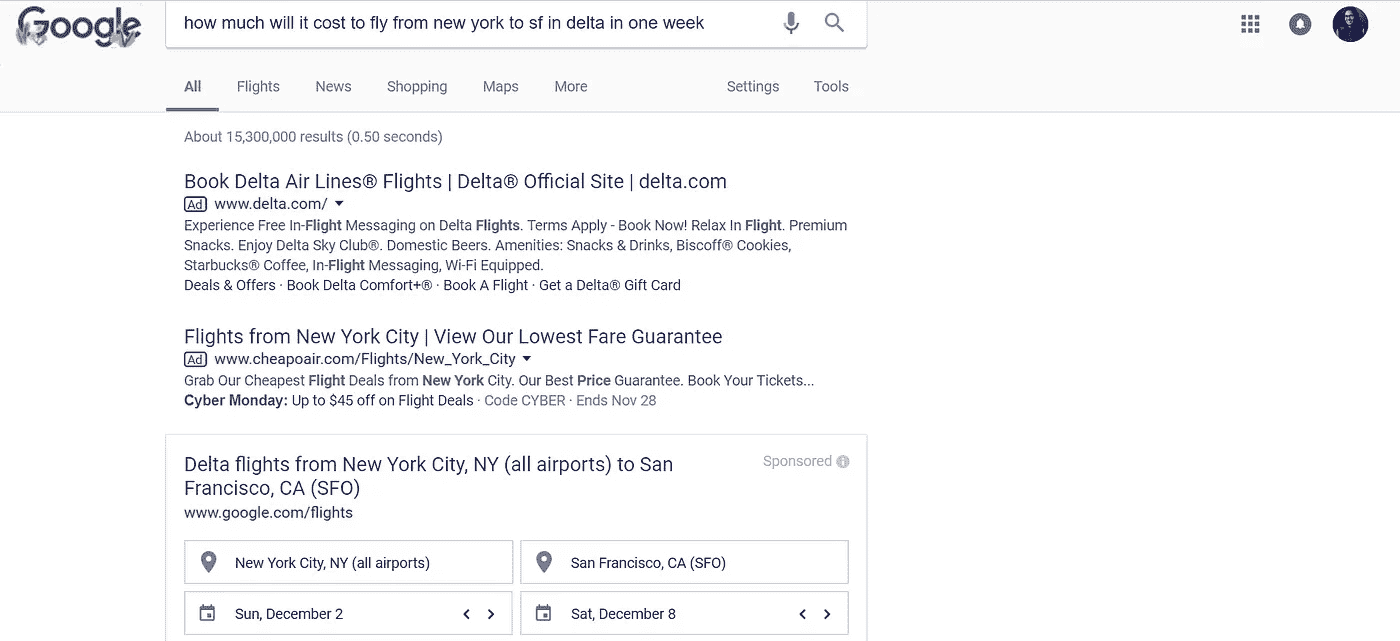 Google
how much will it cost to fly from new york to sf in delta in one week
All Flights News Shopping Maps More Settings Tools
About 15,300,000 results (0.50 seconds)
Book Delta Air Lines® Flights | Delta® Official Site | delta.com
Ad www.delta.com/
Experience Free In-Flight Messaging on Delta Flights. Terms Apply - Book Now! Relax In Flight. Premium
Snacks. Enjoy Delta Sky Club®. Domestic Beers. Amenities: Snacks & Drinks, Biscoff® Cookies,
Starbucks® Coffee, In-Flight Messaging, Wi-Fi Equipped.
Deals & Offers · Book Delta Comfort+® · Book A Flight · Get a Delta® Gift Card
Flights from New York City | View Our Lowest Fare Guarantee
Ad www.cheapoair.com/Flights/New_York_City
Grab Our Cheapest Flight Deals from New York City. Our Best Price Guarantee. Book Your Tickets...
Cyber Monday: Up to $45 off on Flight Deals · Code CYBER · Ends Nov 28
Delta flights from New York City, NY (all airports) to San
Francisco, CA (SFO)
Sponsored
www.google.com/flights
New York City, NY (all airports) San Francisco, CA (SFO)
Sun, December 2 Sat, December 8